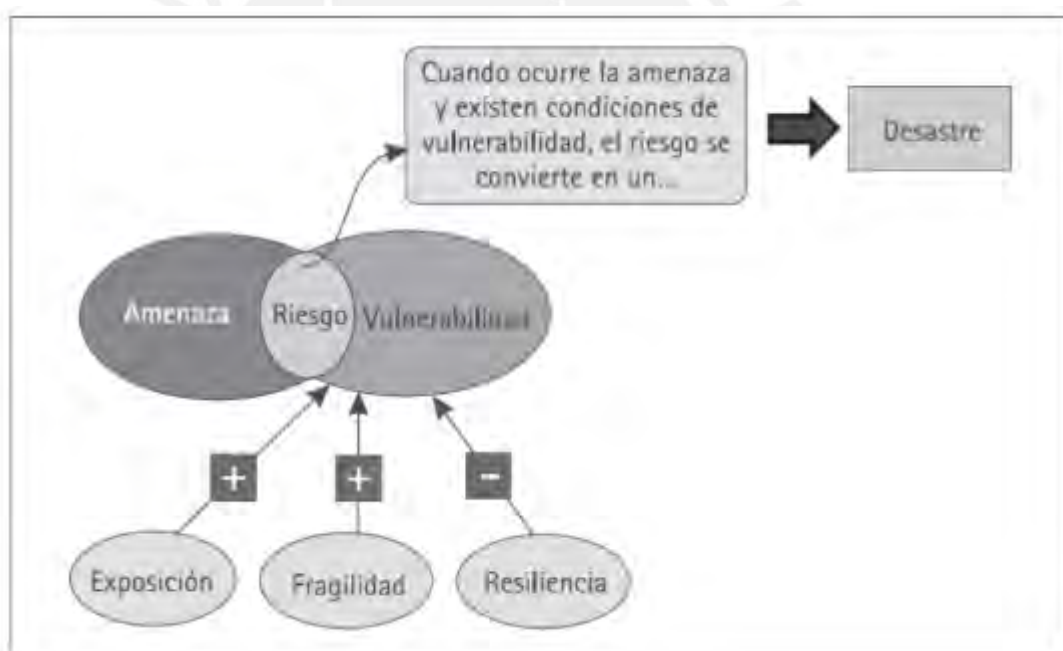 Cuando ocurre la amenaza
y existen condiciones de
vulnerabilidad, el riesgo se
convierte en un...
Desastre
Amenaza
Riesgo
Vulnerabilidad
+
+
-
Exposición
Fragilidad
Resiliencia